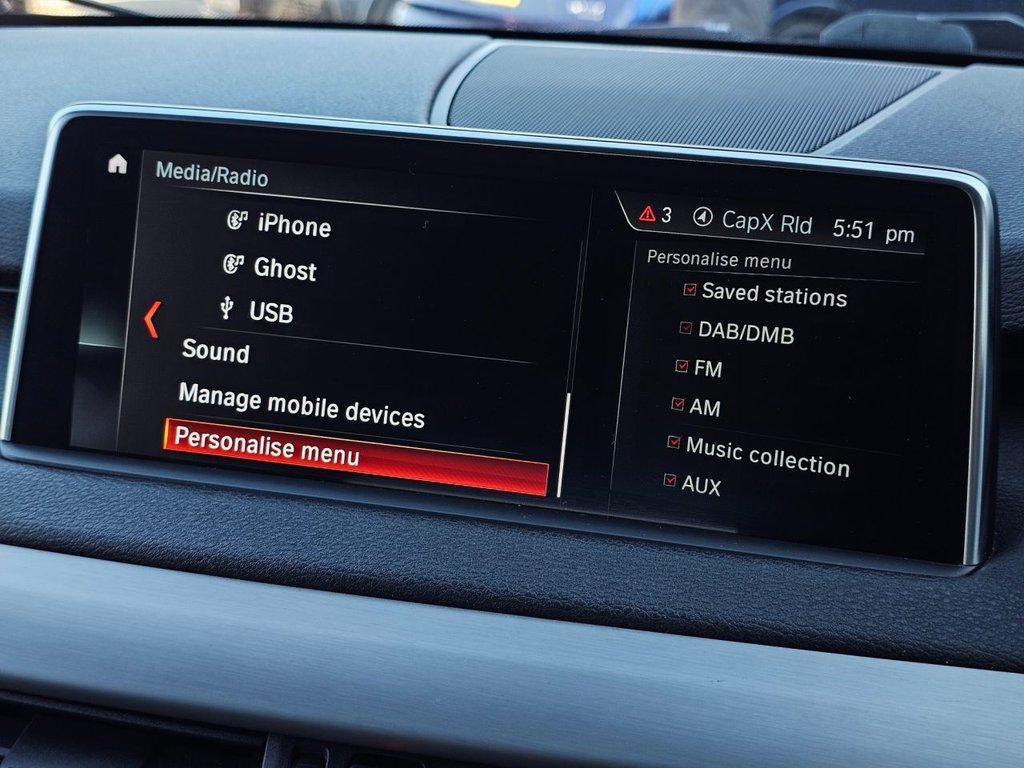 Media/Radio
iPhone
Ghost
USB
Sound
Manage mobile devices
Personalise menu
3 CapX Rld 5:51 pm
Personalise menu
Saved stations
DAB/DMB
FM
AM
Music collection
AUX